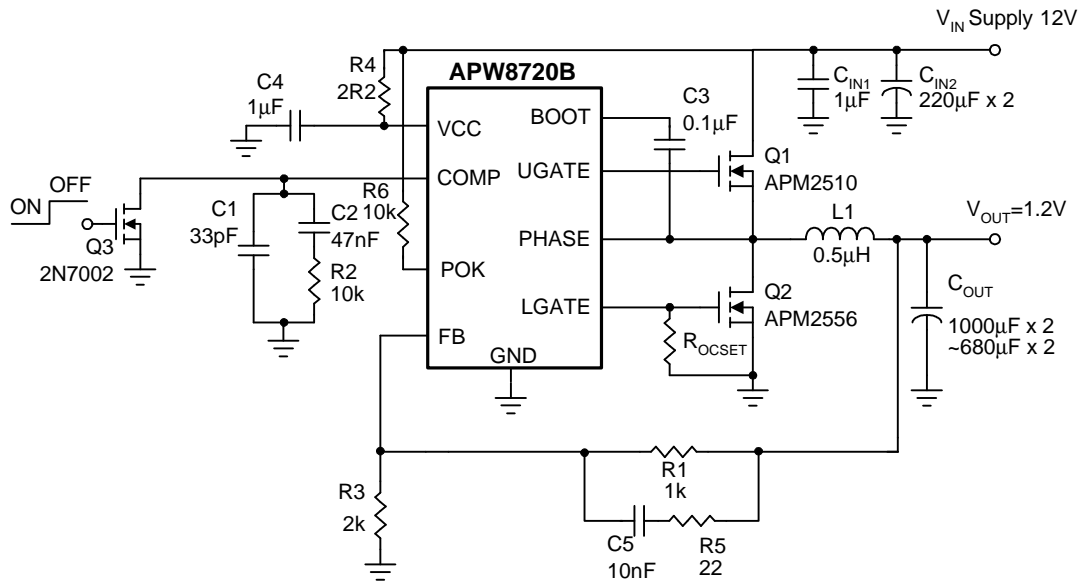 V_IN Supply 12V
C4
1µF
R4
2R2
APW8720B
C3
0.1µF
C_IN1
1µF
C_IN2
220µF x 2
VCC
BOOT
COMP
UGATE
Q1
APM2510
ON
OFF
Q3
2N7002
C1
33pF
C2
47nF
R2
10k
R6
10k
PHASE
L1
0.5µH
V_OUT=1.2V
POK
LGATE
Q2
APM2556
C_OUT
1000µF x 2
~680µF x 2
FB
GND
R_OCSET
R3
2k
R1
1k
C5
10nF
R5
22